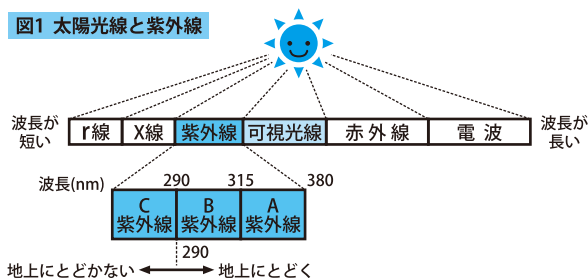 図1 太陽光線と紫外線
波長が
短い
r線
X線
紫外線
可視光線
赤外線
電波
波長が
長い
波長(nm)
290
315
380
C
紫外線
B
紫外線
A
紫外線
290
地上にとどかない
地上にとどく